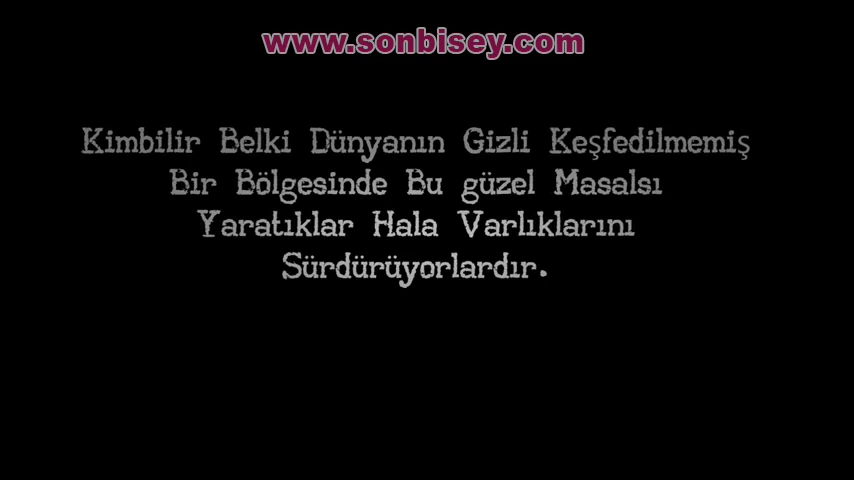 www.sonbisey.com
Kimbilir Belki Dünyanın Gizli Keşfedilmemiş
Bir Bölgesinde Bu güzel Masalsı
Yaratıklar Hala Varlıklarını
Sürdürüyorlardır.